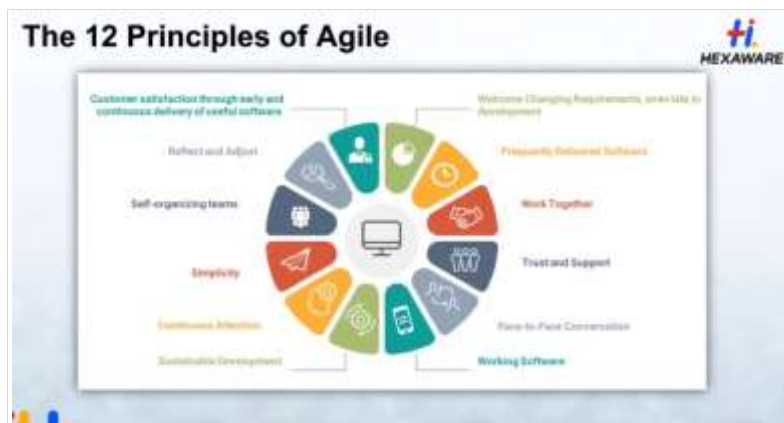 The 12 Principles of Agile
HEXAWARE
Customer satisfaction through early and
continuous delivery of useful software
Welcome Changing Requirements, even late in
development
Reflect and Adjust
Frequently Delivered Software
Self-organizing teams
Work Together
Simplicity
Trust and Support
Continuous Attention
Face-to-Face Conversation
Sustainable Development
Working Software